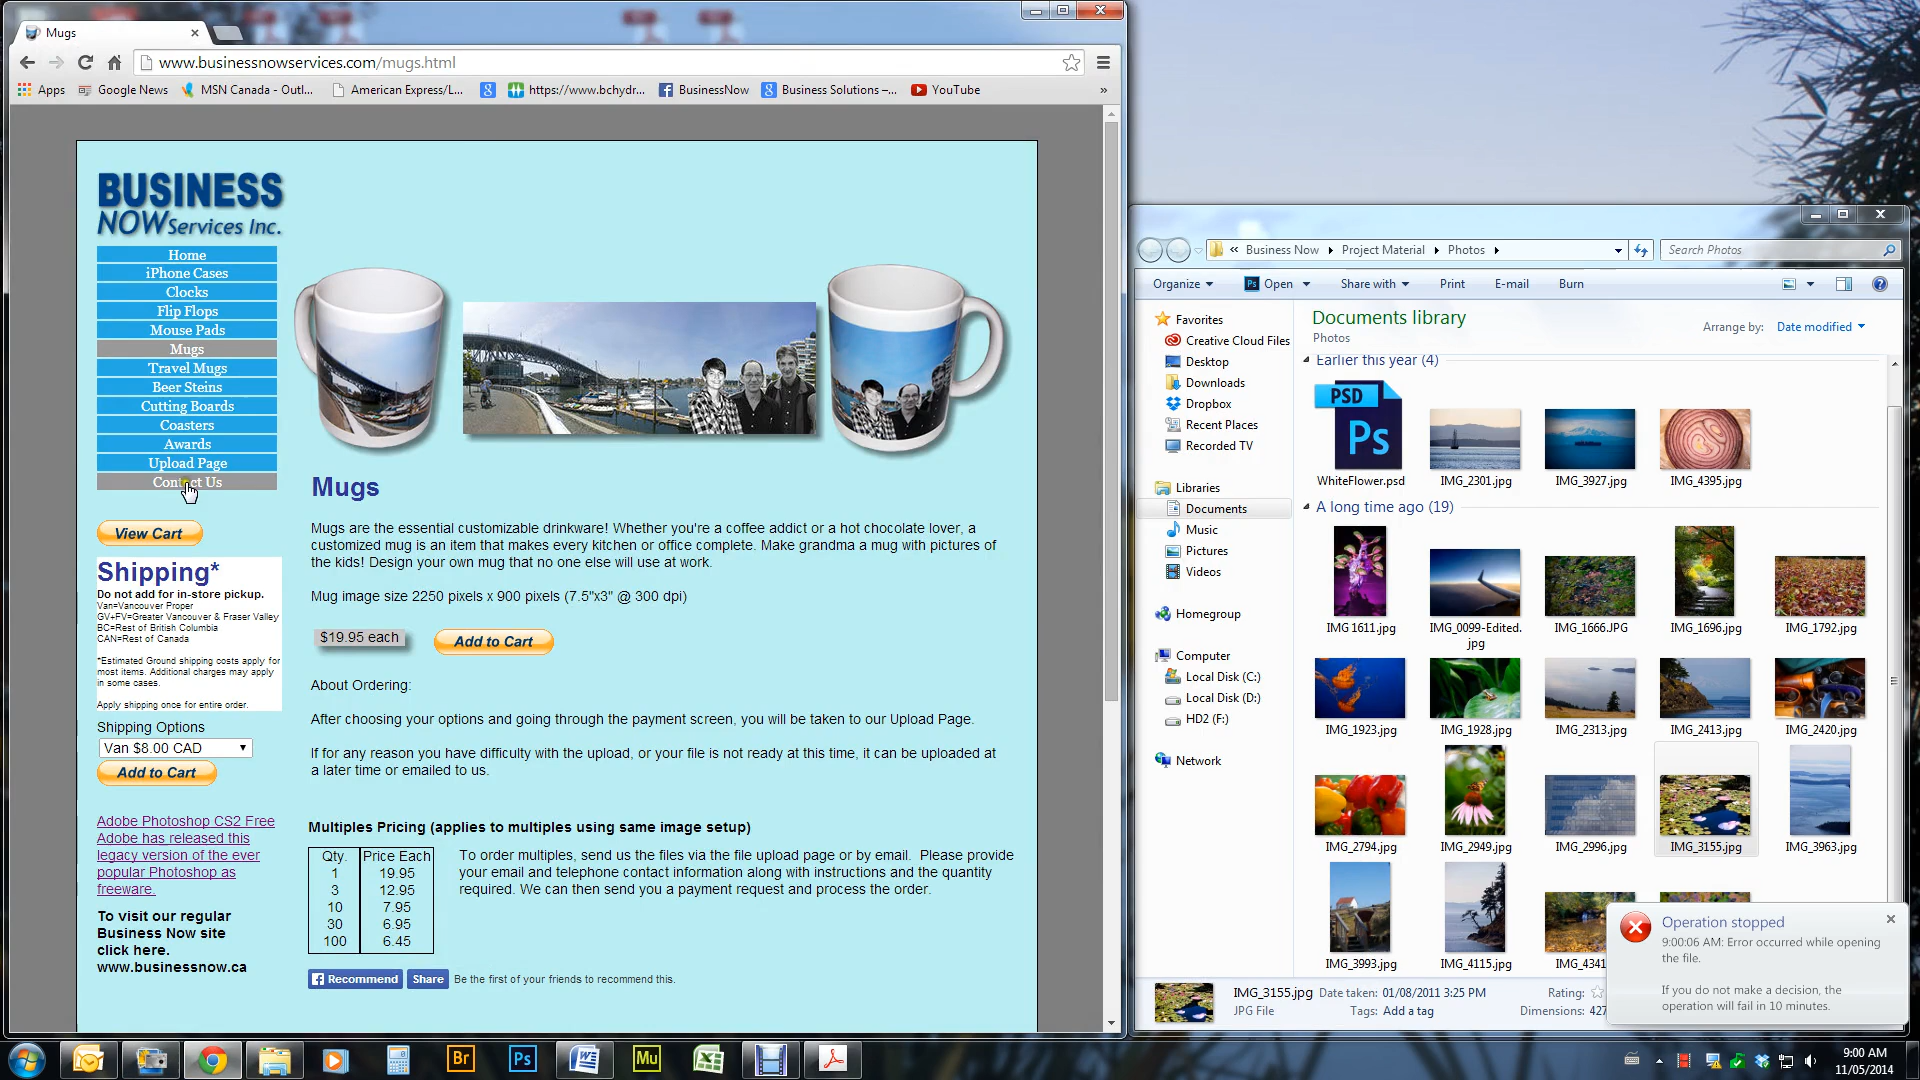 Mugs
www.businessnowservices.com/mugs.html
Apps
Google News
MSN Canada - Outl...
American Express/L...
https://www.bchydr...
BusinessNow
Business Solutions –...
YouTube
»
BUSINESS
NOW Services Inc.
Home
iPhone Cases
Clocks
Flip Flops
Mouse Pads
Mugs
Travel Mugs
Beer Steins
Cutting Boards
Coasters
Awards
Upload Page
Contact Us
View Cart
Shipping*
Do not add for in-store pickup.
Van=Vancouver Proper
GV+FV=Greater Vancouver & Fraser Valley
BC=Rest of British Columbia
CAN=Rest of Canada
*Estimated Ground shipping costs apply for
most items. Additional charges may apply
in some cases.
Apply shipping once for entire order.
Shipping Options
Van $8.00 CAD
Add to Cart
Adobe Photoshop CS2 Free
Adobe has released this
legacy version of the ever
popular Photoshop as
freeware.
To visit our regular
Business Now site
click here.
www.businessnow.ca
Mugs
Mugs are the essential customizable drinkware! Whether you're a coffee addict or a hot chocolate lover, a
customized mug is an item that makes every kitchen or office complete. Make grandma a mug with pictures of
the kids! Design your own mug that no one else will use at work.
Mug image size 2250 pixels x 900 pixels (7.5"x3" @ 300 dpi)
$19.95 each
Add to Cart
About Ordering:
After choosing your options and going through the payment screen, you will be taken to our Upload Page.
If for any reason you have difficulty with the upload, or your file is not ready at this time, it can be uploaded at
a later time or emailed to us.
Multiples Pricing (applies to multiples using same image setup)
Qty. Price Each
1 19.95
3 12.95
10 7.95
30 6.95
100 6.45
To order multiples, send us the files via the file upload page or by email. Please provide
your email and telephone contact information along with instructions and the quantity
required. We can then send you a payment request and process the order.
Recommend
Share
Be the first of your friends to recommend this.
« Business Now
Project Material
Photos
Search Photos
Organize
Ps
Open
Share with
Print
E-mail
Burn
Favorites
Creative Cloud Files
Desktop
Downloads
Dropbox
Recent Places
Recorded TV
Libraries
Documents
Music
Pictures
Videos
Homegroup
Computer
Local Disk (C:)
Local Disk (D:)
HD2 (F:)
Network
Documents library
Photos
Arrange by: Date modified
Earlier this year (4)
PSD
Ps
WhiteFlower.psd
IMG_2301.jpg
IMG_3927.jpg
IMG_4395.jpg
A long time ago (19)
IMG 1611.jpg
IMG_0099-Edited.
jpg
IMG_1666.JPG
IMG_1696.jpg
IMG_1792.jpg
IMG_1923.jpg
IMG_1928.jpg
IMG_2313.jpg
IMG_2413.jpg
IMG_2420.jpg
IMG_2794.jpg
IMG_2949.jpg
IMG_2996.jpg
IMG_3155.jpg
IMG_3963.jpg
IMG_3993.jpg
IMG_4115.jpg
IMG_4341
IMG_3155.jpg
JPG File
Date taken: 01/08/2011 3:25 PM
Tags: Add a tag
Rating:
Dimensions: 427
Operation stopped
9:00:06 AM: Error occurred while opening
the file.
If you do not make a decision, the
operation will fail in 10 minutes.
Br
Ps
Mu
9:00 AM
11/05/2014